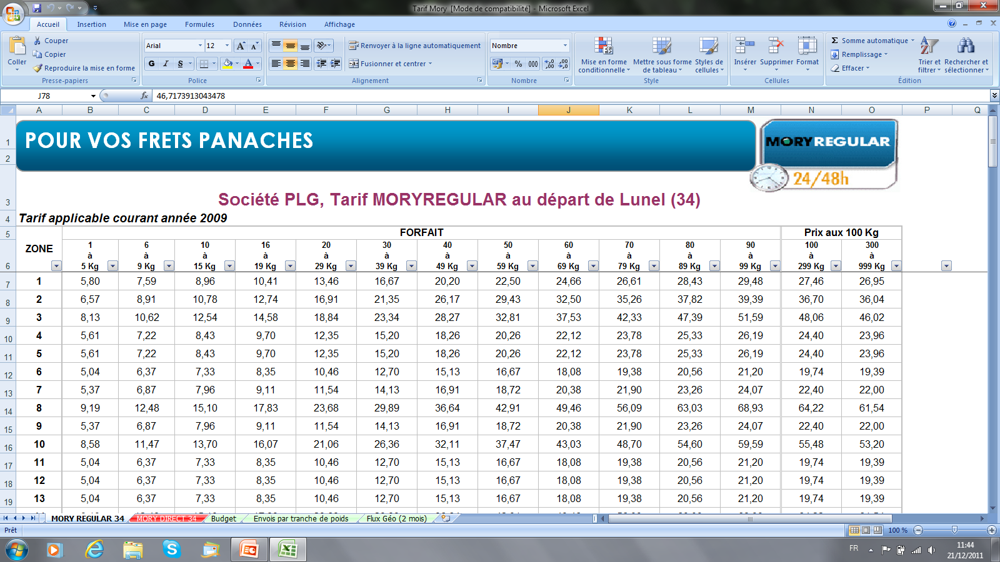 Tarif Mory [Mode de compatibilité] - Microsoft Excel
Accueil Insertion Mise en page Formules Données Révision Affichage
Coller
Couper
Copier
Reproduire la mise en forme
Presse-papiers
Arial 12
G I S
Police
Renvoyer à la ligne automatiquement
Fusionner et centrer
Alignement
Nombre
% 000
Nombre
Mise en forme conditionnelle
Mettre sous forme de tableau
Styles de cellules
Style
Insérer Supprimer Format
Cellules
Σ Somme automatique
Remplissage
Effacer
Trier et filtrer
Rechercher et sélectionner
Édition
J78 fx 46,7173913043478
A B C D E F G H I J K L M N O P Q
1 POUR VOS FRETS PANACHES
MORYREGULAR
2
24/48h
3 Société PLG, Tarif MORYREGULAR au départ de Lunel (34)
4 Tarif applicable courant année 2009
5 FORFAIT Prix aux 100 Kg
ZONE
1 6 10 16 20 30 40 50 60 70 80 90 100 300
à à à à à à à à à à à à à à
6 5 Kg 9 Kg 15 Kg 19 Kg 29 Kg 39 Kg 49 Kg 59 Kg 69 Kg 79 Kg 89 Kg 99 Kg 299 Kg 999 Kg
7 1 5,80 7,59 8,96 10,41 13,46 16,67 20,20 22,50 24,66 26,61 28,43 29,48 27,46 26,95
8 2 6,57 8,91 10,78 12,74 16,91 21,35 26,17 29,43 32,50 35,26 37,82 39,39 36,70 36,04
9 3 8,13 10,62 12,54 14,58 18,84 23,34 28,27 32,81 37,53 42,33 47,39 51,59 48,06 46,02
10 4 5,61 7,22 8,43 9,70 12,35 15,20 18,26 20,26 22,12 23,78 25,33 26,19 24,40 23,96
11 5 5,61 7,22 8,43 9,70 12,35 15,20 18,26 20,26 22,12 23,78 25,33 26,19 24,40 23,96
12 6 5,04 6,37 7,33 8,35 10,46 12,70 15,13 16,67 18,08 19,38 20,56 21,20 19,74 19,39
13 7 5,37 6,87 7,96 9,11 11,54 14,13 16,91 18,72 20,38 21,90 23,26 24,07 22,40 22,00
14 8 9,19 12,48 15,10 17,83 23,68 29,89 36,64 42,91 49,46 56,09 63,03 68,93 64,22 61,54
15 9 5,37 6,87 7,96 9,11 11,54 14,13 16,91 18,72 20,38 21,90 23,26 24,07 22,40 22,00
16 10 8,58 11,47 13,70 16,07 21,06 26,36 32,11 37,47 43,03 48,70 54,60 59,59 55,48 53,20
17 11 5,04 6,37 7,33 8,35 10,46 12,70 15,13 16,67 18,08 19,38 20,56 21,20 19,74 19,39
18 12 5,04 6,37 7,33 8,35 10,46 12,70 15,13 16,67 18,08 19,38 20,56 21,20 19,74 19,39
19 13 5,04 6,37 7,33 8,35 10,46 12,70 15,13 16,67 18,08 19,38 20,56 21,20 19,74 19,39
MORY REGULAR 34 MORY DIRECT 34 Budget Envois par tranche de poids Flux Géo (2 mois)
Prêt 100 %
FR 11:44
21/12/2011